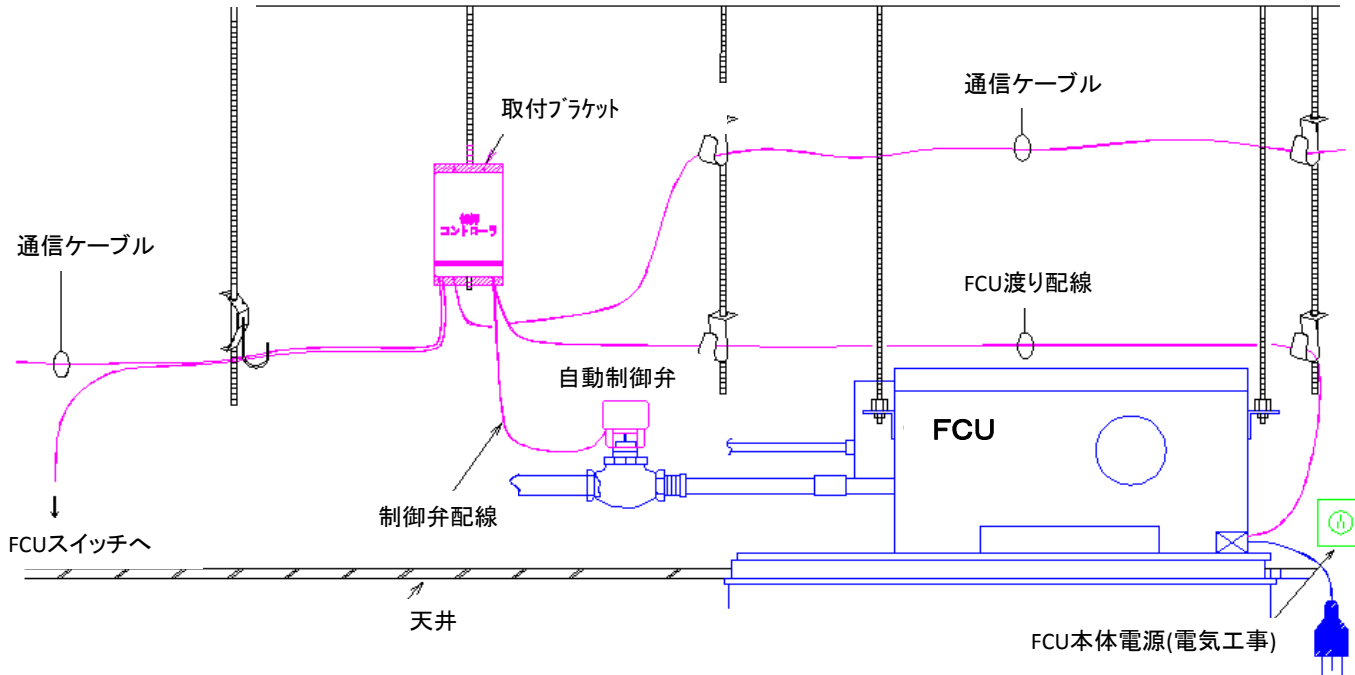 通信ケーブル
取付ブラケット
コントローラ
通信ケーブル
FCU渡り配線
自動制御弁
FCU
制御弁配線
FCUスイッチへ
天井
FCU本体電源(電気工事)